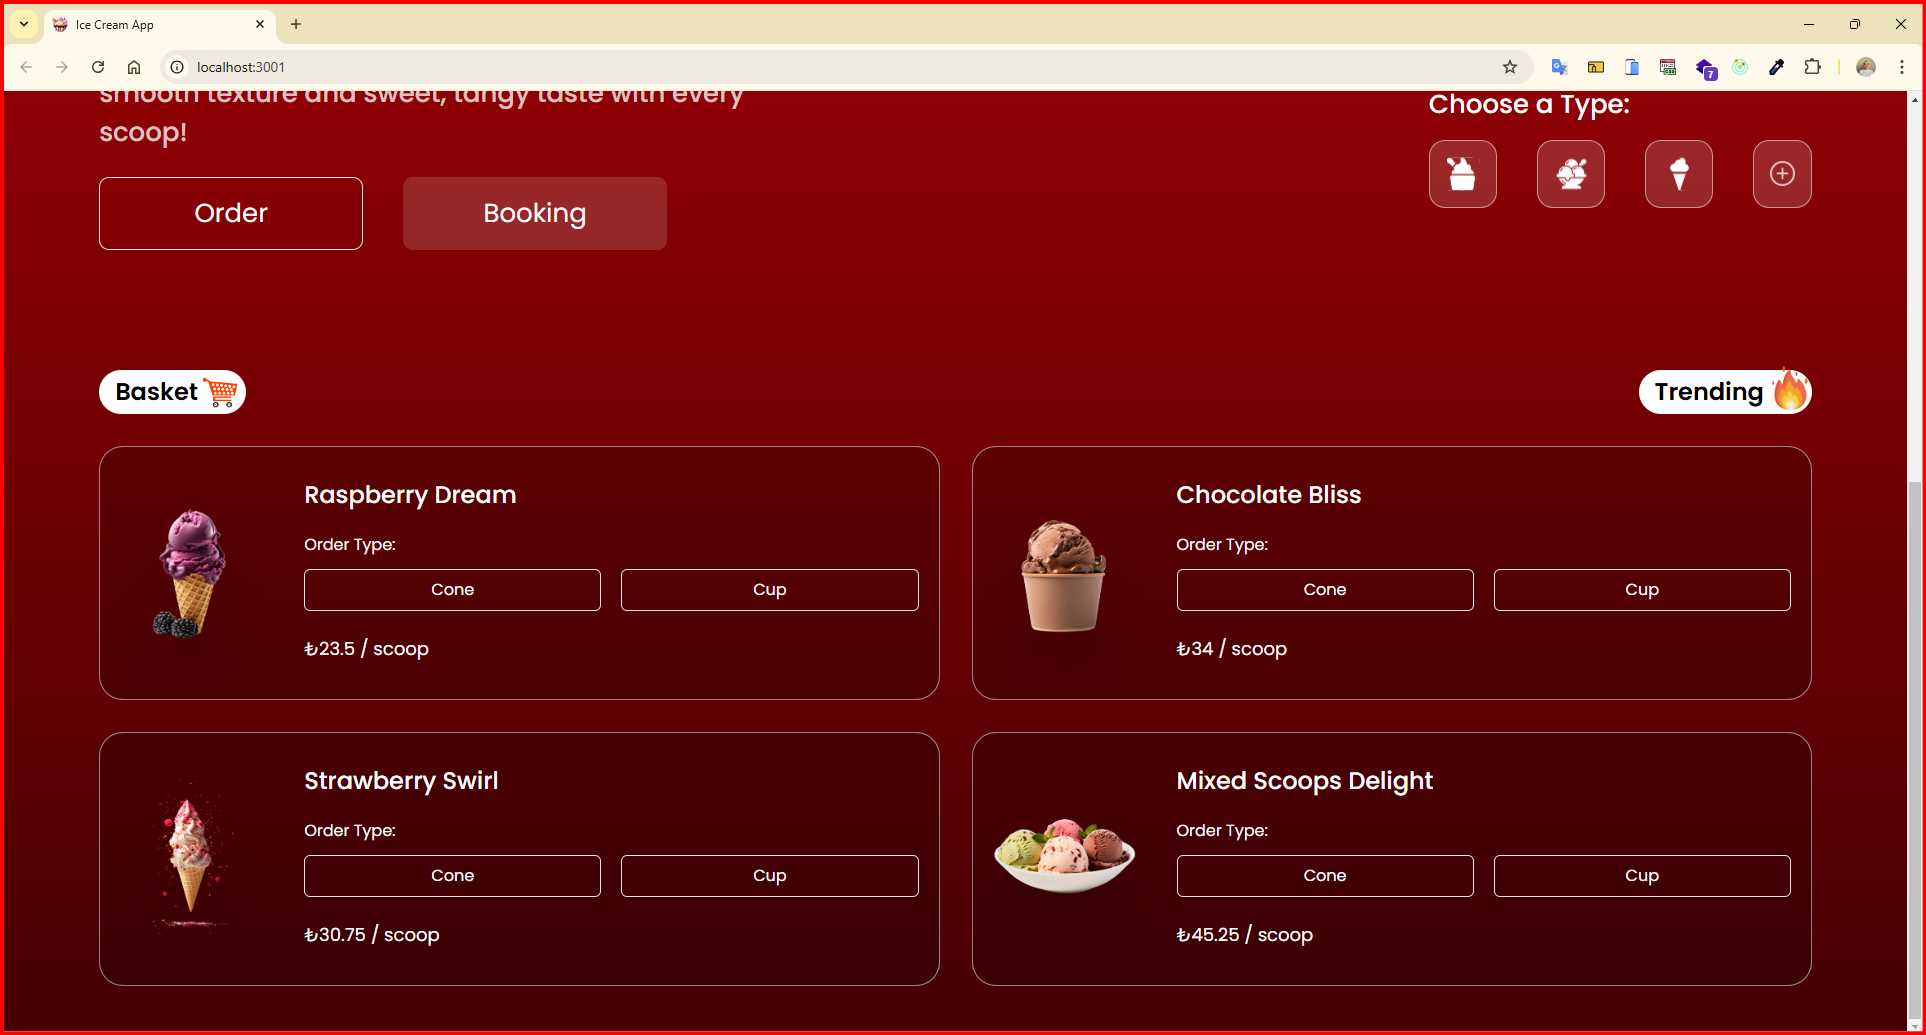 Ice Cream App
localhost:3001
smooth texture and sweet, tangy taste with every
scoop!
Choose a Type:
Order
Booking
Basket
Trending
Raspberry Dream
Order Type:
Cone
Cup
₺23.5 / scoop
Chocolate Bliss
Order Type:
Cone
Cup
₺34 / scoop
Strawberry Swirl
Order Type:
Cone
Cup
₺30.75 / scoop
Mixed Scoops Delight
Order Type:
Cone
Cup
₺45.25 / scoop
7